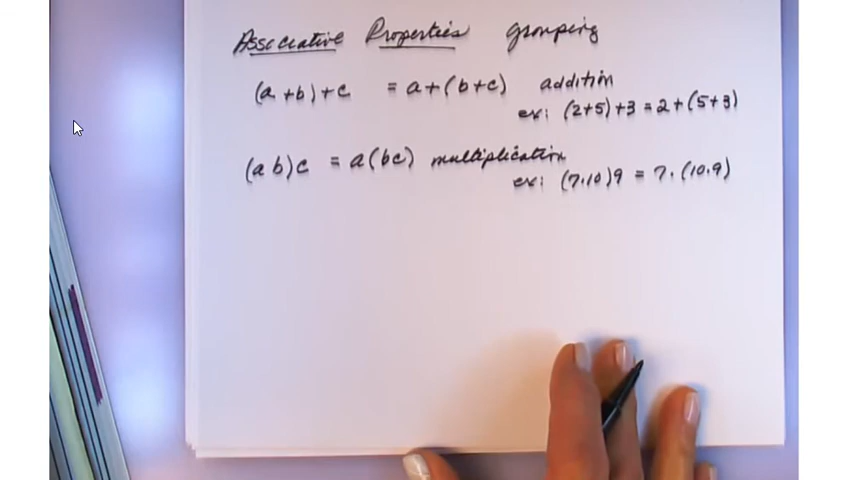 Associative Properties grouping
(a+b)+c = a+(b+c) addition
ex: (2+5)+3 = 2+(5+3)
(ab)c = a(bc) multiplication
ex: (7·10)9 = 7·(10·9)